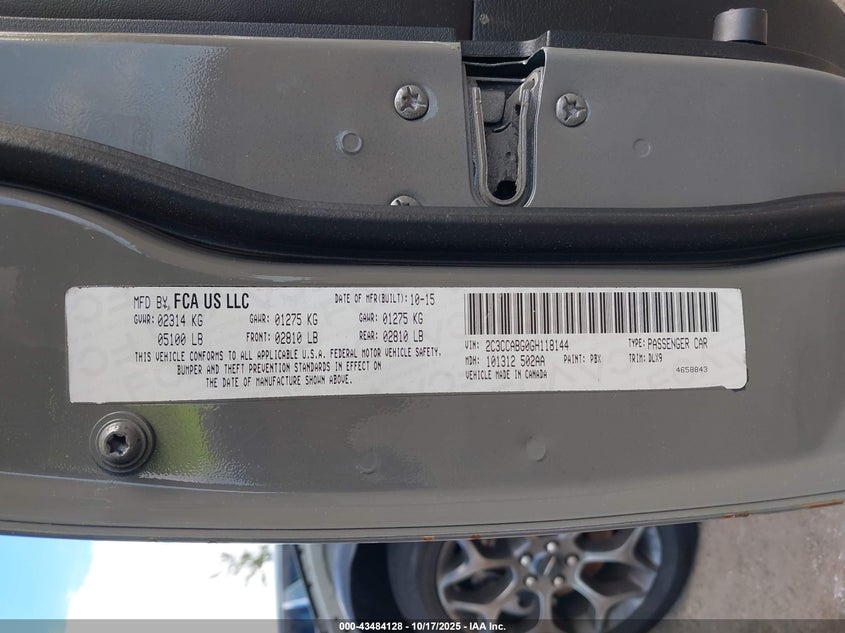 MFD BY, FCA US LLC
DATE OF MFR(BUILT): 10-15
GVWR: 02314 KG GAWR: 01275 KG GAWR: 01275 KG
05100 LB FRONT: 02810 LB REAR: 02810 LB
THIS VEHICLE CONFORMS TO ALL APPLICABLE U.S.A. FEDERAL MOTOR VEHICLE SAFETY,
BUMPER AND THEFT PREVENTION STANDARDS IN EFFECT ON
THE DATE OF MANUFACTURE SHOWN ABOVE.
VIN: 2C3CCABG0GH118144 TYPE: PASSENGER CAR
MDH: 101312 502AA PAINT: PBX TRIM: DLX9
VEHICLE MADE IN CANADA 4658843
000-43484128 - 10/17/2025 - IAA Inc.